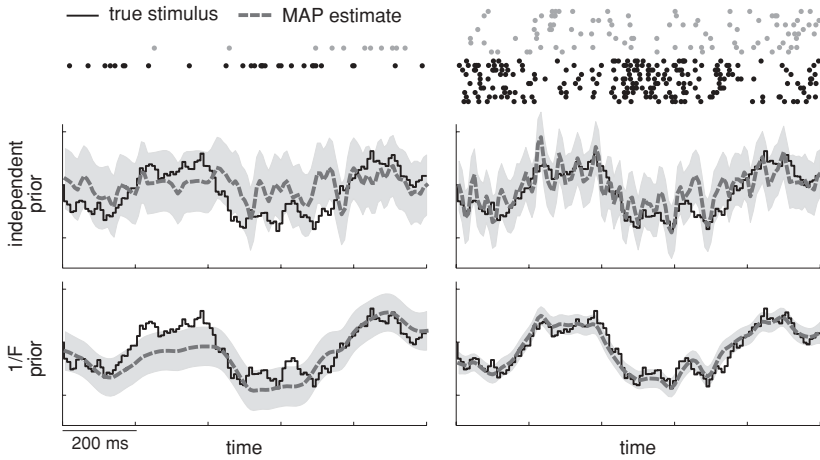 true stimulus
MAP estimate
independent
prior
1/F
prior
200 ms
time
time